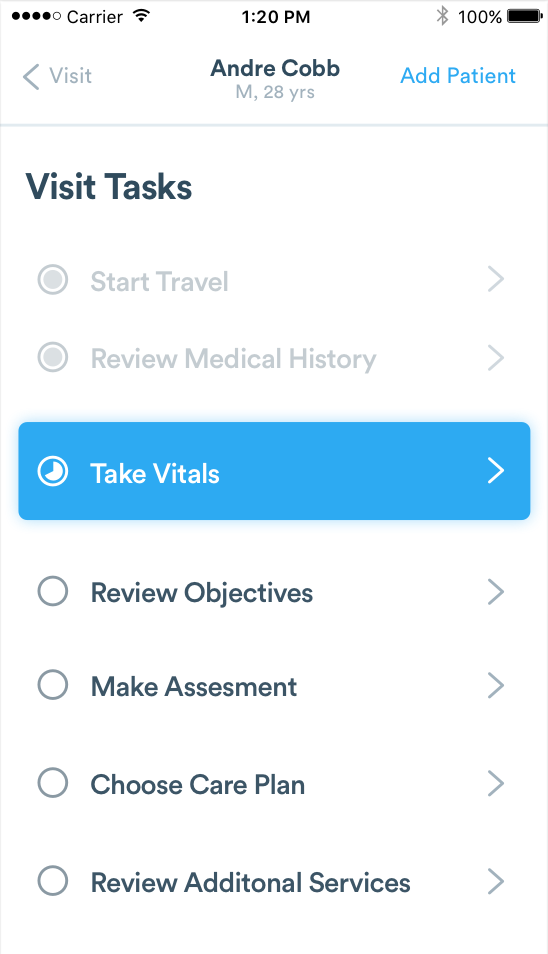 Carrier 1:20 PM 100%
Visit Andre Cobb Add Patient
M, 28 yrs
Visit Tasks
Start Travel
Review Medical History
Take Vitals
Review Objectives
Make Assesment
Choose Care Plan
Review Additonal Services